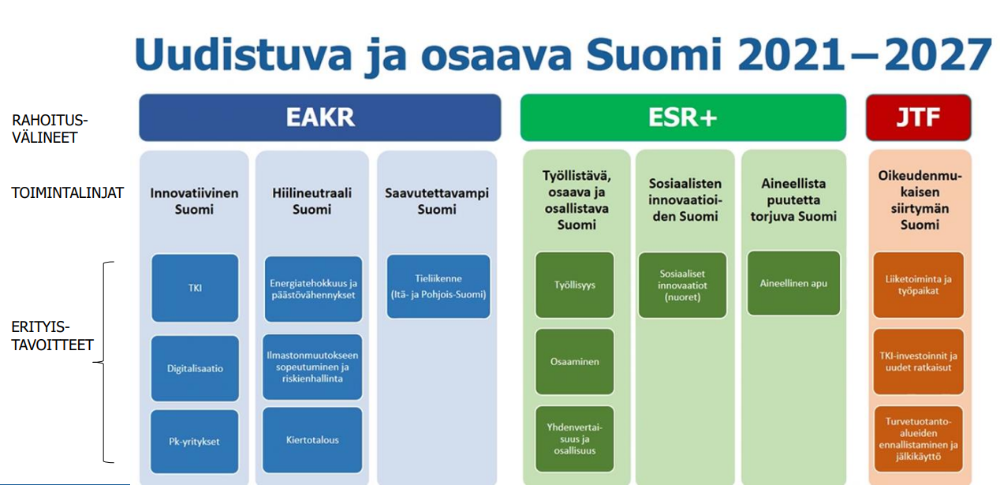 Uudistuva ja osaava Suomi 2021–2027
RAHOITUS-
VÄLINEET
EAKR
ESR+
JTF
TOIMINTALINJAT
Innovatiivinen
Suomi
Hiilineutraali
Suomi
Saavutettavampi
Suomi
Työllistävä,
osaava ja
osallistava
Suomi
Sosiaalisten
innovaatioi-
den Suomi
Aineellista
puutetta
torjuva Suomi
Oikeudenmu-
kaisen
siirtymän
Suomi
ERITYIS-
TAVOITTEET
TKI
Energiatehokkuus ja
päästövähennykset
Tieliikenne
(Itä- ja Pohjois-Suomi)
Työllisyys
Sosiaaliset
innovaatiot
(nuoret)
Aineellinen apu
Liiketoiminta ja
työpaikat
Digitalisaatio
Ilmastonmuutokseen
sopeutuminen ja
riskienhallinta
Osaaminen
TKI-investoinnit ja
uudet ratkaisut
Pk-yritykset
Kiertotalous
Yhdenvertai-
suus ja
osallisuus
Turvetuotanto-
alueiden
ennallistaminen ja
jälkikäyttö